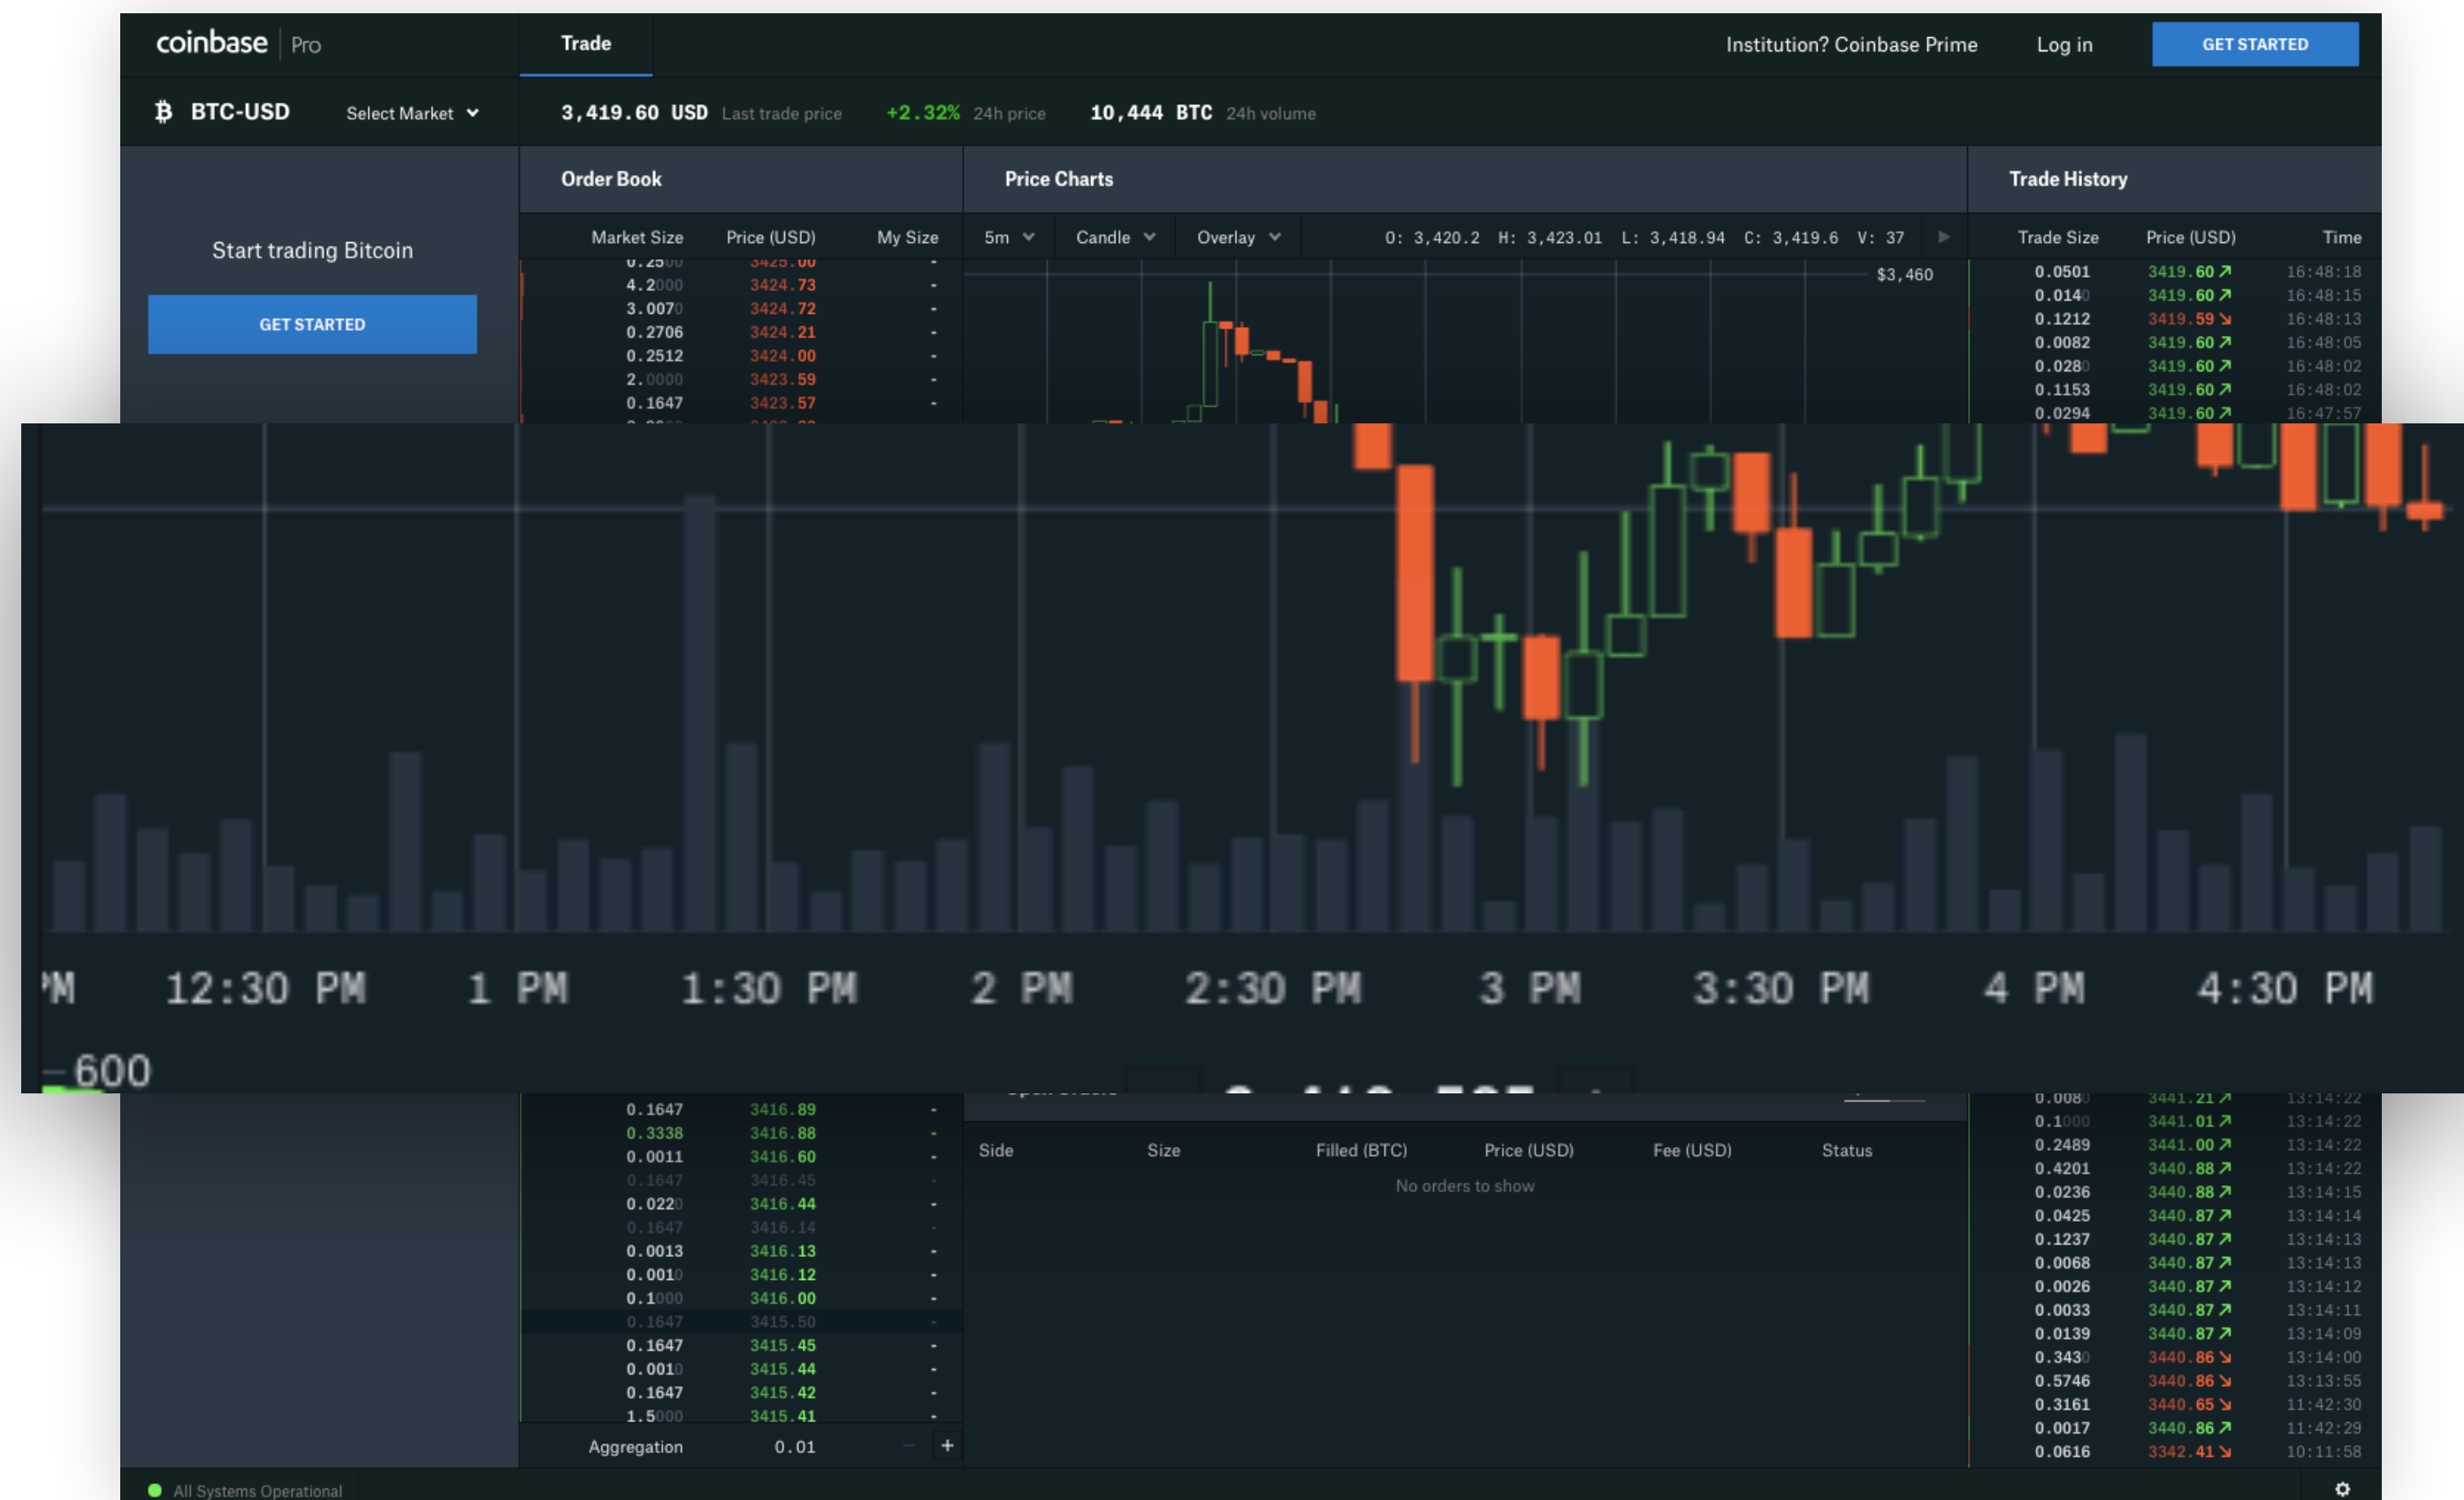 coinbase Pro
Trade
Institution? Coinbase Prime
Log in
GET STARTED
BTC-USD
Select Market
3,419.60 USD Last trade price
+2.32% 24h price
10,444 BTC 24h volume
Start trading Bitcoin
GET STARTED
Order Book
Market Size Price (USD) My Size
0.2500 3425.00 -
4.2000 3424.73 -
3.0070 3424.72 -
0.2706 3424.21 -
0.2512 3424.00 -
2.0000 3423.59 -
0.1647 3423.57 -
Price Charts
5m Candle Overlay O: 3,420.2 H: 3,423.01 L: 3,418.94 C: 3,419.6 V: 37
$3,460
Trade History
Trade Size Price (USD) Time
0.0501 3419.60↗ 16:48:18
0.0140 3419.60↗ 16:48:15
0.1212 3419.59↘ 16:48:13
0.0082 3419.60↗ 16:48:05
0.0280 3419.60↗ 16:48:02
0.1153 3419.60↗ 16:48:02
0.0294 3419.60↗ 16:47:57
PM 12:30 PM 1 PM 1:30 PM 2 PM 2:30 PM 3 PM 3:30 PM 4 PM 4:30 PM
600
0.1647 3416.89 -
0.3338 3416.88 -
0.0011 3416.60 -
0.1647 3416.45 -
0.0220 3416.44 -
0.1647 3416.14 -
0.0013 3416.13 -
0.0010 3416.12 -
0.1000 3416.00 -
0.1647 3415.50 -
0.1647 3415.45 -
0.0010 3415.44 -
0.1647 3415.42 -
1.5000 3415.41 -
Aggregation 0.01 - +
Side Size Filled (BTC) Price (USD) Fee (USD) Status
No orders to show
0.0080 3441.21↗ 13:14:22
0.1000 3441.01↗ 13:14:22
0.2489 3441.00↗ 13:14:22
0.4201 3440.88↗ 13:14:22
0.0236 3440.88↗ 13:14:15
0.0425 3440.87↗ 13:14:14
0.1237 3440.87↗ 13:14:13
0.0068 3440.87↗ 13:14:13
0.0026 3440.87↗ 13:14:12
0.0033 3440.87↗ 13:14:11
0.0139 3440.87↗ 13:14:09
0.3430 3440.86↘ 13:14:00
0.5746 3440.86↘ 13:13:55
0.3161 3440.65↘ 11:42:30
0.0017 3440.86↗ 11:42:29
0.0616 3342.41↘ 10:11:58
All Systems Operational